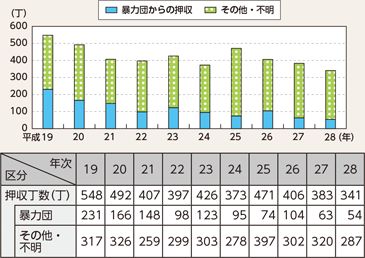 (丁)
暴力団からの押収 その他・不明
600
500
400
300
200
100
0
平成19 20 21 22 23 24 25 26 27 28 (年)
年次 19 20 21 22 23 24 25 26 27 28
区分
押収丁数(丁) 548 492 407 397 426 373 471 406 383 341
暴力団 231 166 148 98 123 95 74 104 63 54
その他・ 317 326 259 299 303 278 397 302 320 287
不明